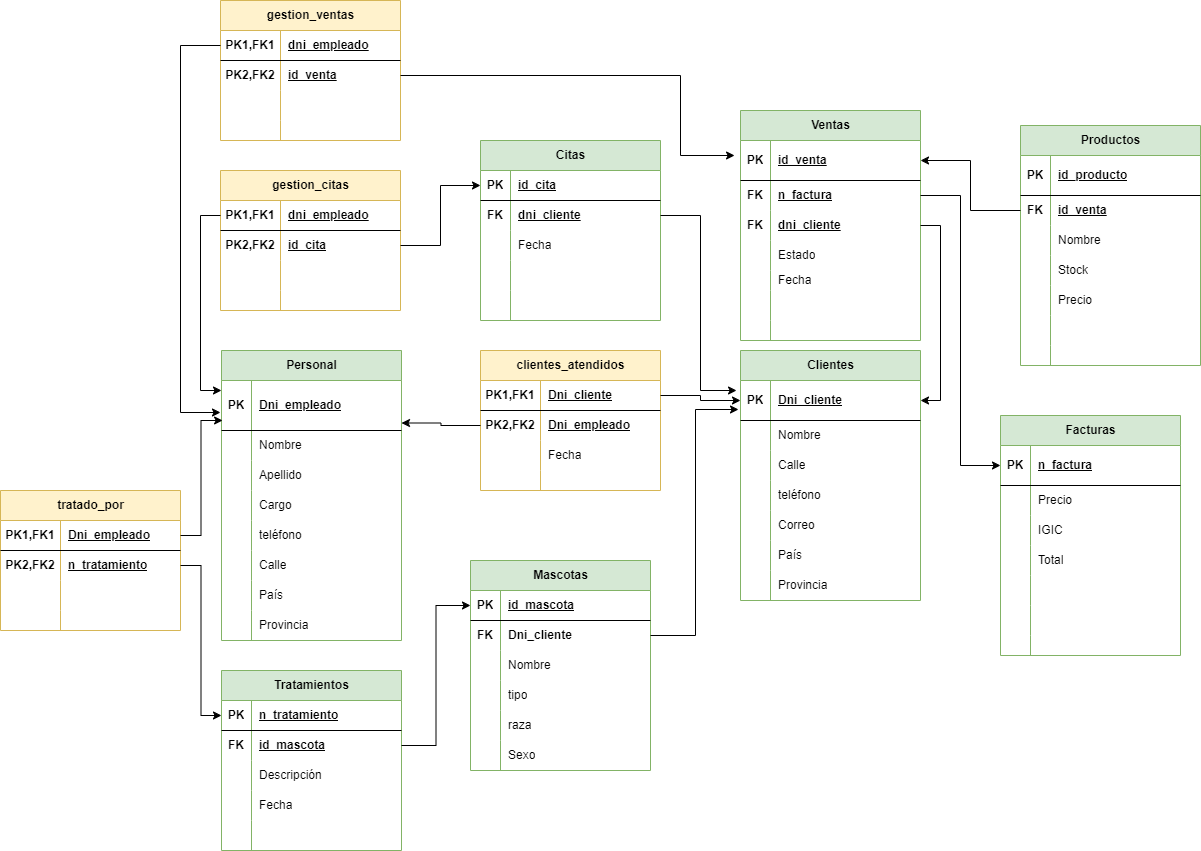 gestion_ventas
PK1,FK1 dni_empleado
PK2,FK2 id_venta
gestion_citas
PK1,FK1 dni_empleado
PK2,FK2 id_cita
Citas
PK id_cita
FK dni_cliente
Fecha
Ventas
PK id_venta
FK n_factura
FK dni_cliente
Estado
Fecha
Productos
PK id_producto
FK id_venta
Nombre
Stock
Precio
Personal
PK Dni_empleado
Nombre
Apellido
Cargo
teléfono
Calle
País
Provincia
clientes_atendidos
PK1,FK1 Dni_cliente
PK2,FK2 Dni_empleado
Fecha
Clientes
PK Dni_cliente
Nombre
Calle
teléfono
Correo
País
Provincia
Facturas
PK n_factura
Precio
IGIC
Total
tratado_por
PK1,FK1 Dni_empleado
PK2,FK2 n_tratamiento
Mascotas
PK id_mascota
FK Dni_cliente
Nombre
tipo
raza
Sexo
Tratamientos
PK n_tratamiento
FK id_mascota
Descripción
Fecha